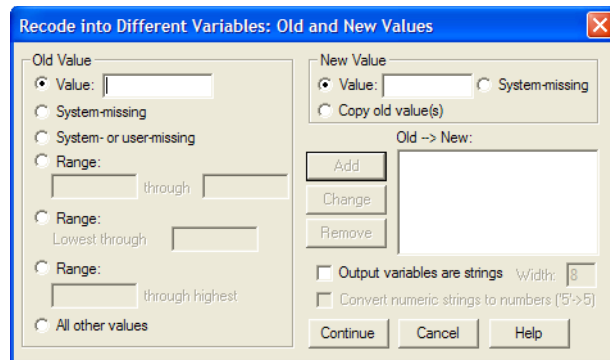 Recode into Different Variables: Old and New Values
Old Value
Value:
System-missing
System- or user-missing
Range:
through
Range:
Lowest through
Range:
through highest
All other values
New Value
Value:
System-missing
Copy old value(s)
Old --> New:
Add
Change
Remove
Output variables are strings Width: 8
Convert numeric strings to numbers ('5'->5)
Continue Cancel Help